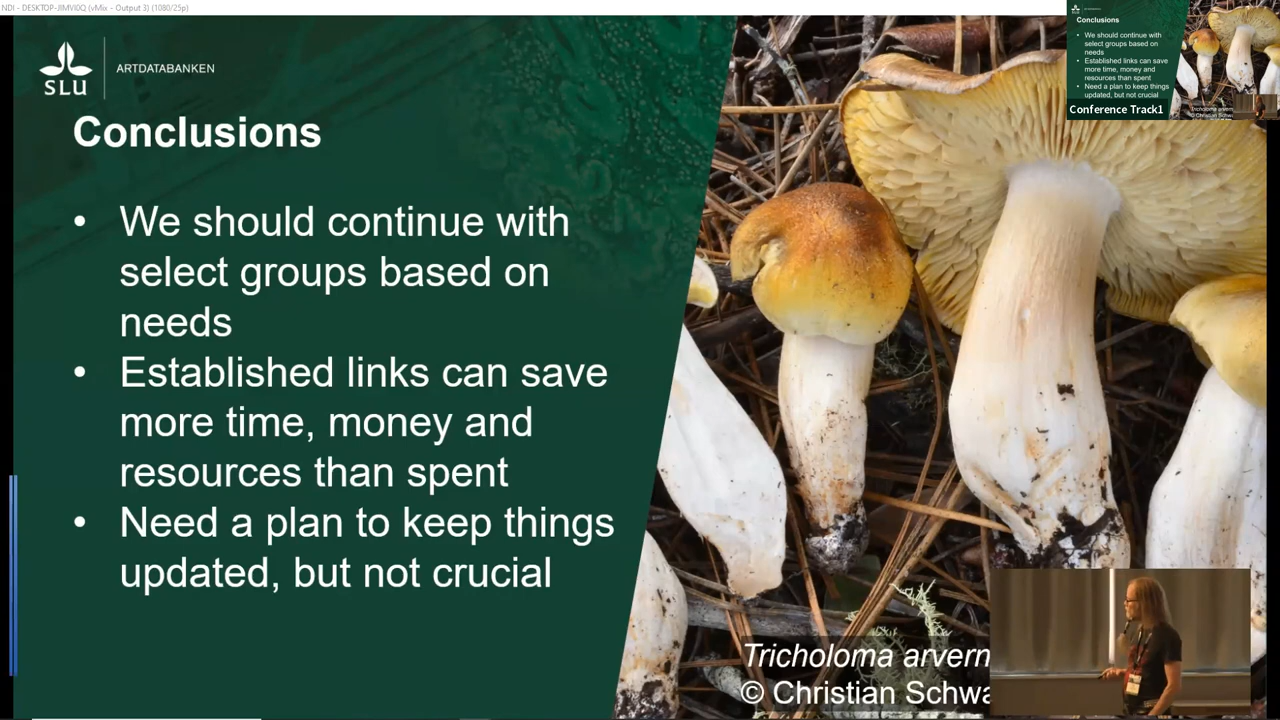 NDI - DESKTOP-JIMVI0Q (vMix - Output 3) (1080/25p)
SLU
ARTDATABANKEN
Conclusions
• We should continue with
select groups based on
needs
• Established links can save
more time, money and
resources than spent
• Need a plan to keep things
updated, but not crucial
Tricholoma arvern
© Christian Schwa
Conclusions
• We should continue with
select groups based on
needs
• Established links can save
more time, money and
resources than spent
• Need a plan to keep things
updated, but not crucial
Conference Track1